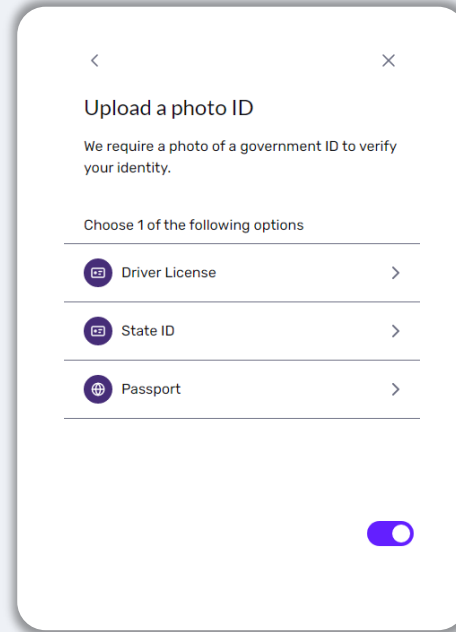 Upload a photo ID
We require a photo of a government ID to verify
your identity.
Choose 1 of the following options
Driver License
State ID
Passport